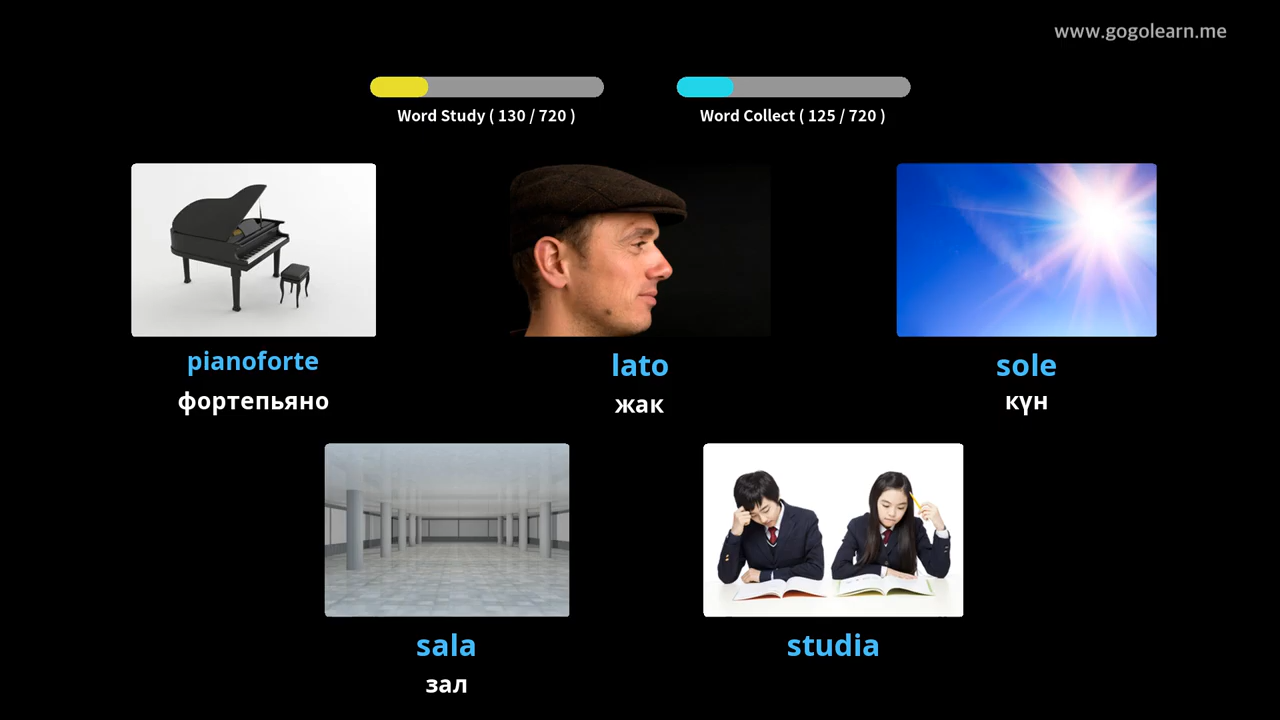 www.gogolearn.me
Word Study ( 130 / 720 )
Word Collect ( 125 / 720 )
pianoforte
фортепьяно
lato
жак
sole
күн
sala
зал
studia